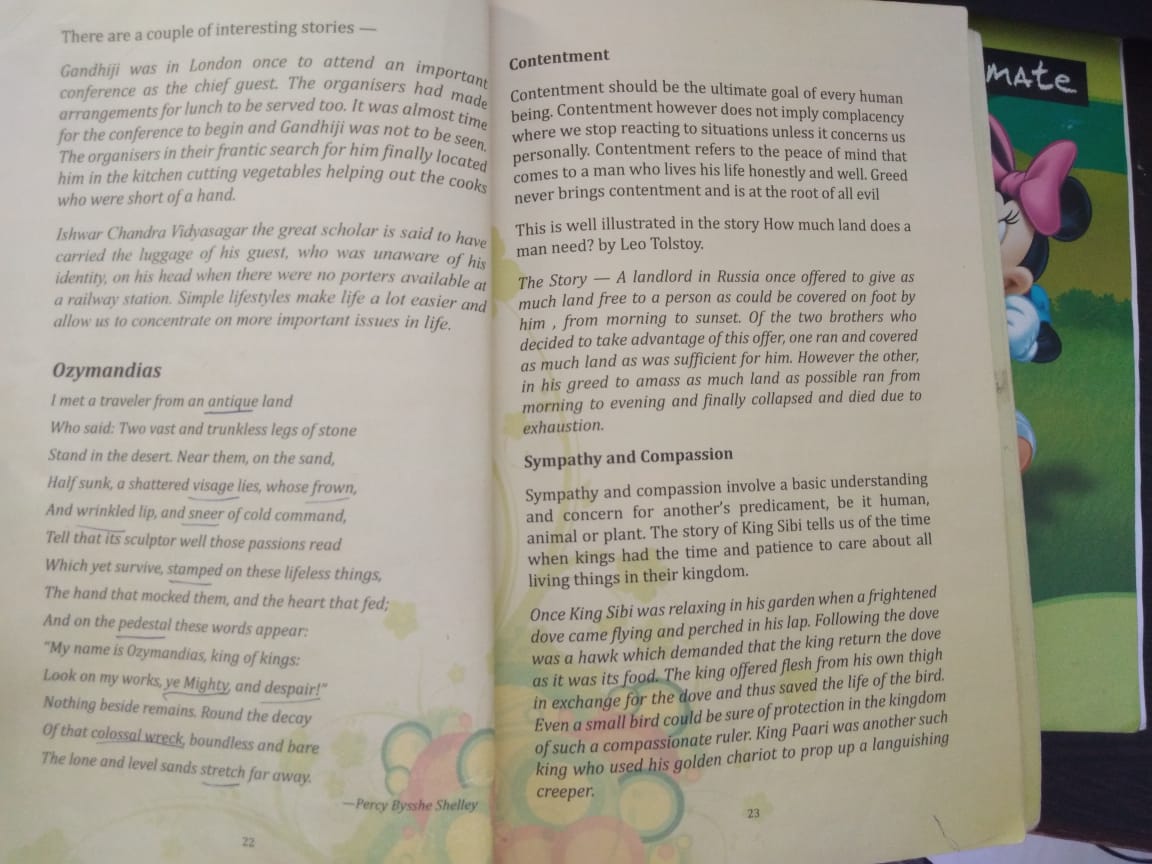 There are a couple of interesting stories —
Gandhiji was in London once to attend an important
conference as the chief guest. The organisers had made
arrangements for lunch to be served too. It was almost time
for the conference to begin and Gandhiji was not to be seen.
The organisers in their frantic search for him finally located
him in the kitchen cutting vegetables helping out the cooks
who were short of a hand.
Ishwar Chandra Vidyasagar the great scholar is said to have
carried the luggage of his guest, who was unaware of his
identity, on his head when there were no porters available at
a railway station. Simple lifestyles make life a lot easier and
allow us to concentrate on more important issues in life.
Ozymandias
I met a traveler from an antique land
Who said: Two vast and trunkless legs of stone
Stand in the desert. Near them, on the sand,
Half sunk, a shattered visage lies, whose frown,
And wrinkled lip, and sneer of cold command,
Tell that its sculptor well those passions read
Which yet survive, stamped on these lifeless things,
The hand that mocked them, and the heart that fed;
And on the pedestal these words appear:
"My name is Ozymandias, king of kings:
Look on my works, ye Mighty, and despair!"
Nothing beside remains. Round the decay
Of that colossal wreck, boundless and bare
The lone and level sands stretch far away.
—Percy Bysshe Shelley
22
Contentment
Contentment should be the ultimate goal of every human
being. Contentment however does not imply complacency
where we stop reacting to situations unless it concerns us
personally. Contentment refers to the peace of mind that
comes to a man who lives his life honestly and well. Greed
never brings contentment and is at the root of all evil
This is well illustrated in the story How much land does a
man need? by Leo Tolstoy.
The Story — A landlord in Russia once offered to give as
much land free to a person as could be covered on foot by
him , from morning to sunset. Of the two brothers who
decided to take advantage of this offer, one ran and covered
as much land as was sufficient for him. However the other,
in his greed to amass as much land as possible ran from
morning to evening and finally collapsed and died due to
exhaustion.
Sympathy and Compassion
Sympathy and compassion involve a basic understanding
and concern for another's predicament, be it human,
animal or plant. The story of King Sibi tells us of the time
when kings had the time and patience to care about all
living things in their kingdom.
Once King Sibi was relaxing in his garden when a frightened
dove came flying and perched in his lap. Following the dove
was a hawk which demanded that the king return the dove
as it was its food. The king offered flesh from his own thigh
in exchange for the dove and thus saved the life of the bird.
Even a small bird could be sure of protection in the kingdom
of such a compassionate ruler. King Paari was another such
king who used his golden chariot to prop up a languishing
creeper.
23
MATE